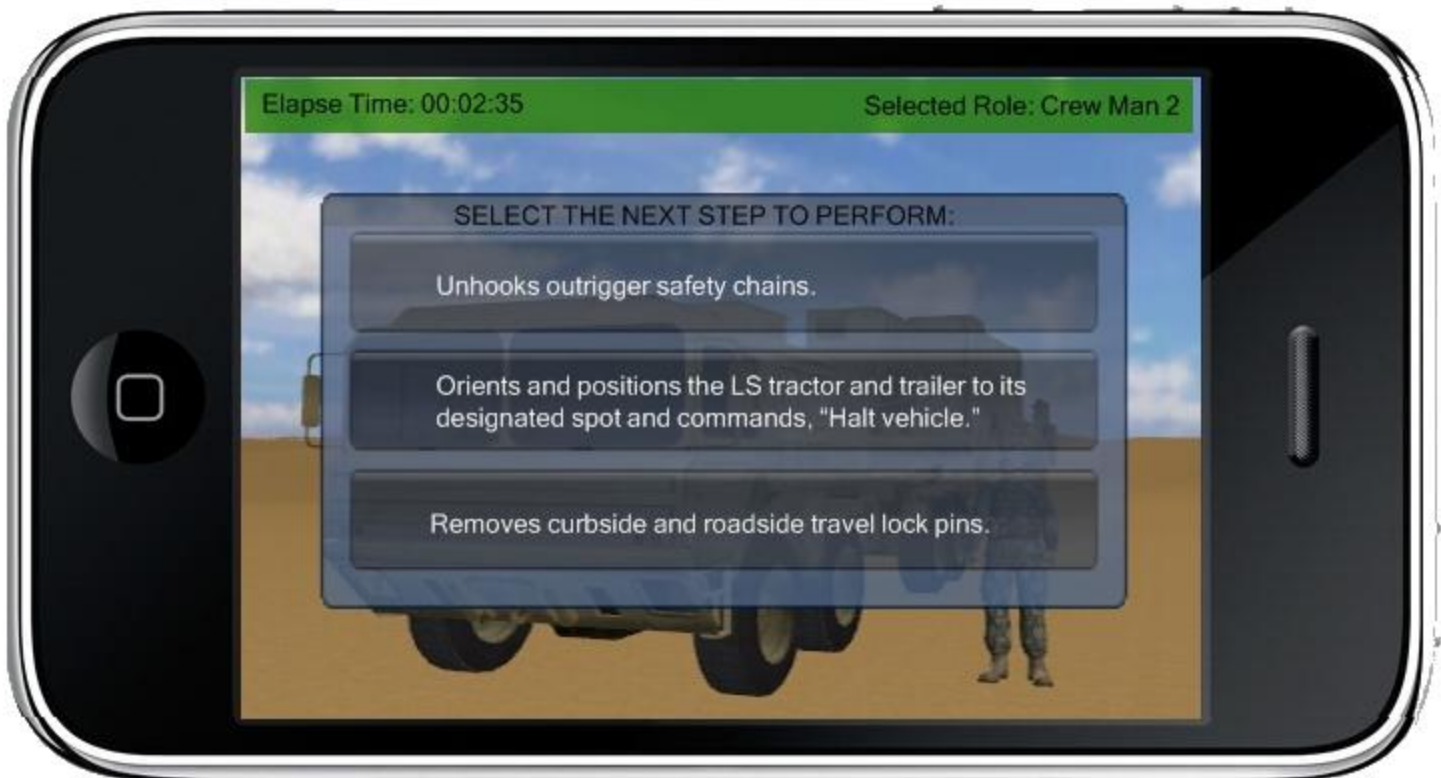 Elapse Time: 00:02:35
Selected Role: Crew Man 2
SELECT THE NEXT STEP TO PERFORM:
Unhooks outrigger safety chains.
Orients and positions the LS tractor and trailer to its
designated spot and commands, “Halt vehicle.”
Removes curbside and roadside travel lock pins.